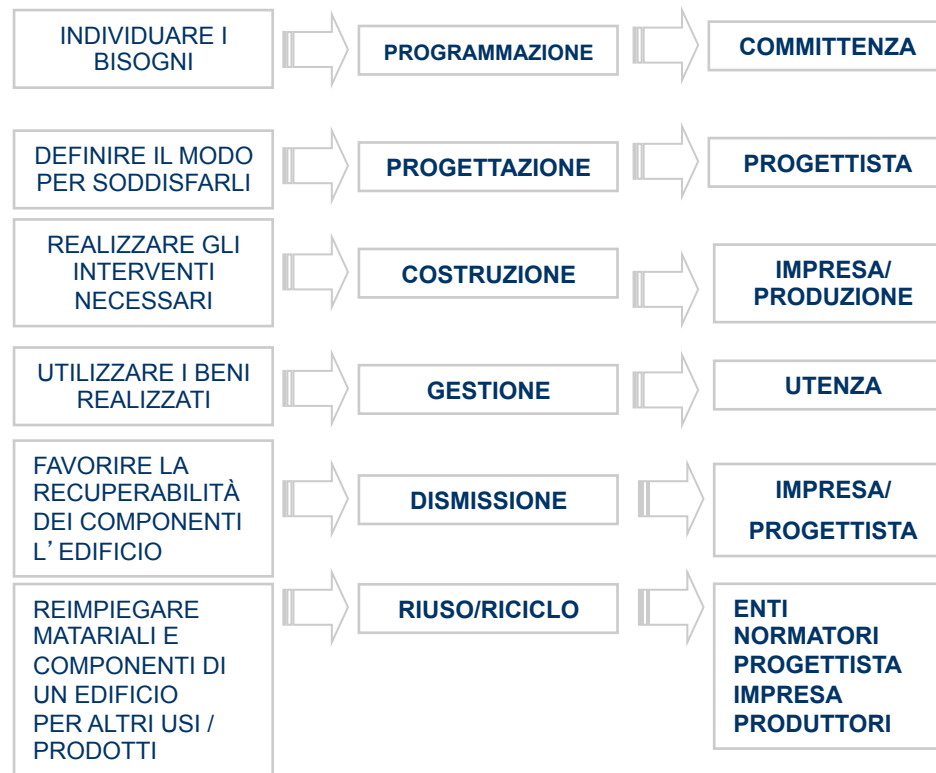 INDIVIDUARE I
BISOGNI
PROGRAMMAZIONE
COMMITTENZA
DEFINIRE IL MODO
PER SODDISFARLI
PROGETTAZIONE
PROGETTISTA
REALIZZARE GLI
INTERVENTI
NECESSARI
COSTRUZIONE
IMPRESA/
PRODUZIONE
UTILIZZARE I BENI
REALIZZATI
GESTIONE
UTENZA
FAVORIRE LA
RECUPERABILITÀ
DEI COMPONENTI
L’ EDIFICIO
DISMISSIONE
IMPRESA/
PROGETTISTA
REIMPIEGARE
MATARIALI E
COMPONENTI DI
UN EDIFICIO
PER ALTRI USI /
PRODOTTI
RIUSO/RICICLO
ENTI
NORMATORI
PROGETTISTA
IMPRESA
PRODUTTORI